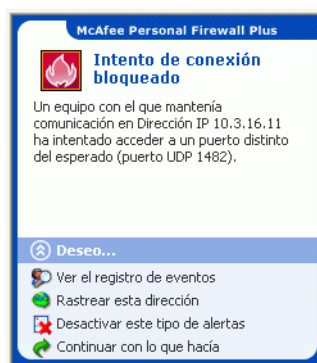 McAfee Personal Firewall Plus
Intento de conexión
bloqueado
Un equipo con el que mantenía
comunicación en Dirección IP 10.3.16.11
ha intentado acceder a un puerto distinto
del esperado (puerto UDP 1482).
Deseo...
Ver el registro de eventos
Rastrear esta dirección
Desactivar este tipo de alertas
Continuar con lo que hacía